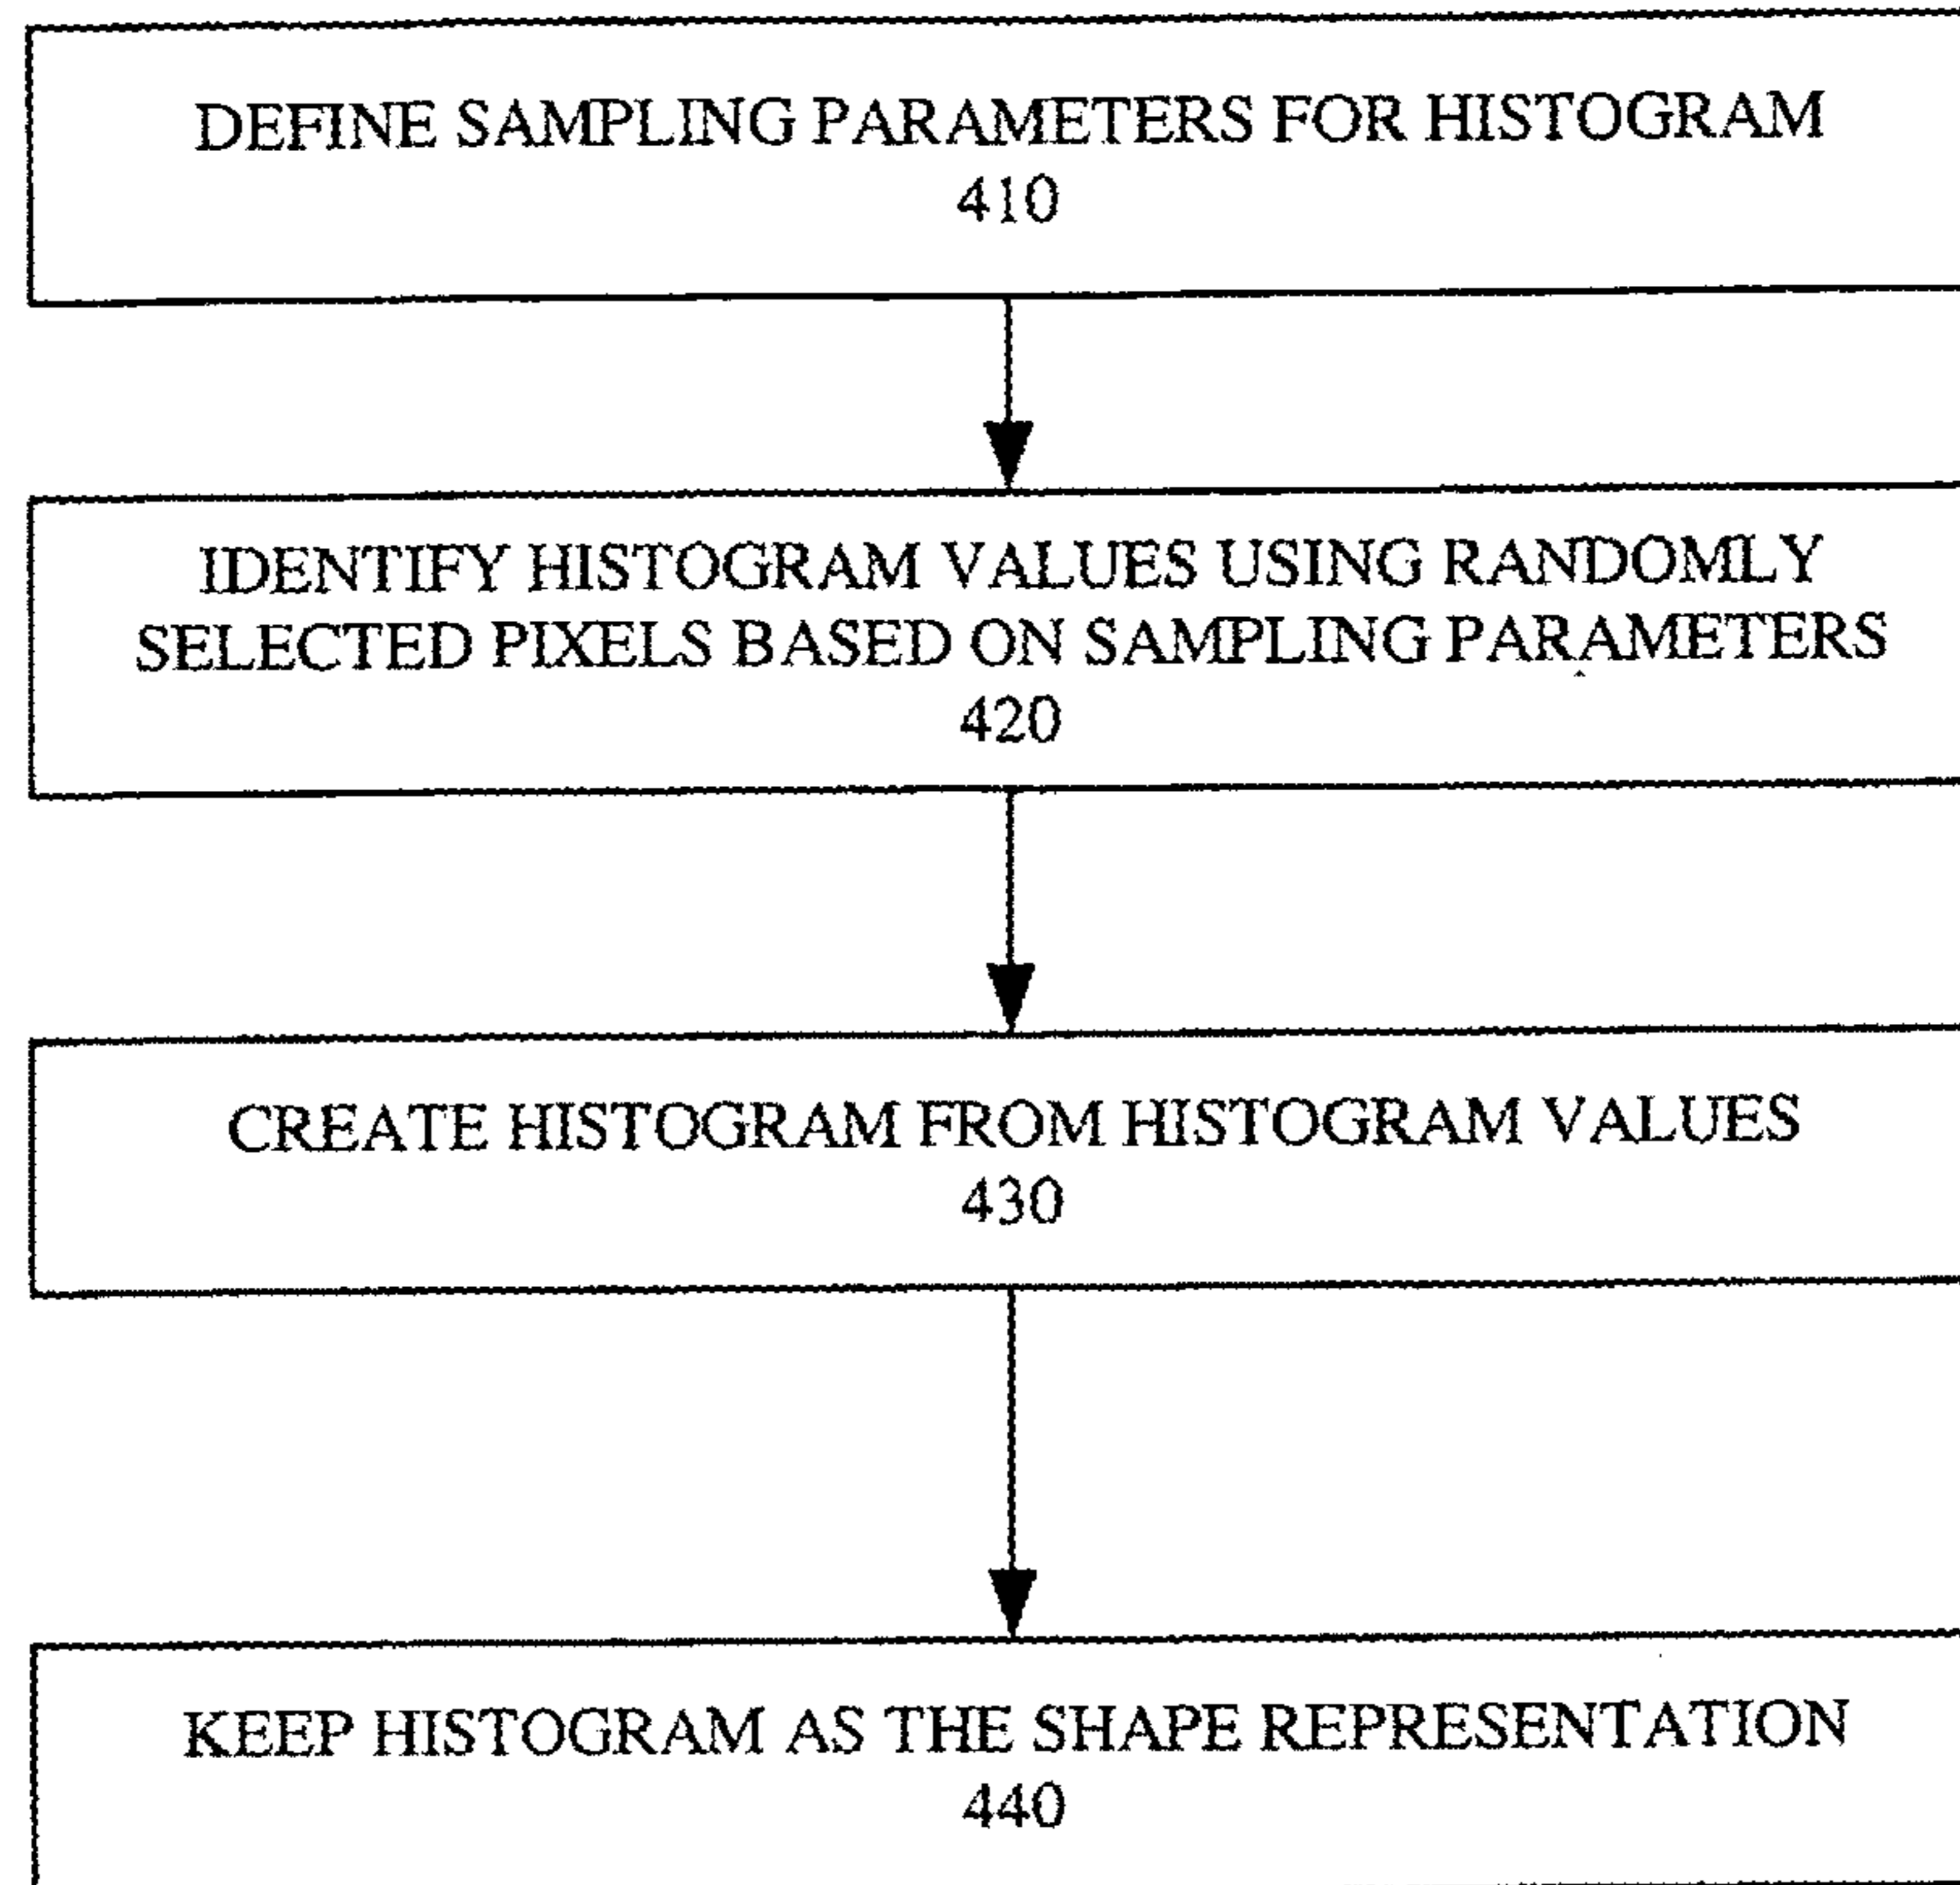 DEFINE SAMPLING PARAMETERS FOR HISTOGRAM
410
IDENTIFY HISTOGRAM VALUES USING RANDOMLY
SELECTED PIXELS BASED ON SAMPLING PARAMETERS
420
CREATE HISTOGRAM FROM HISTOGRAM VALUES
430
KEEP HISTOGRAM AS THE SHAPE REPRESENTATION
440